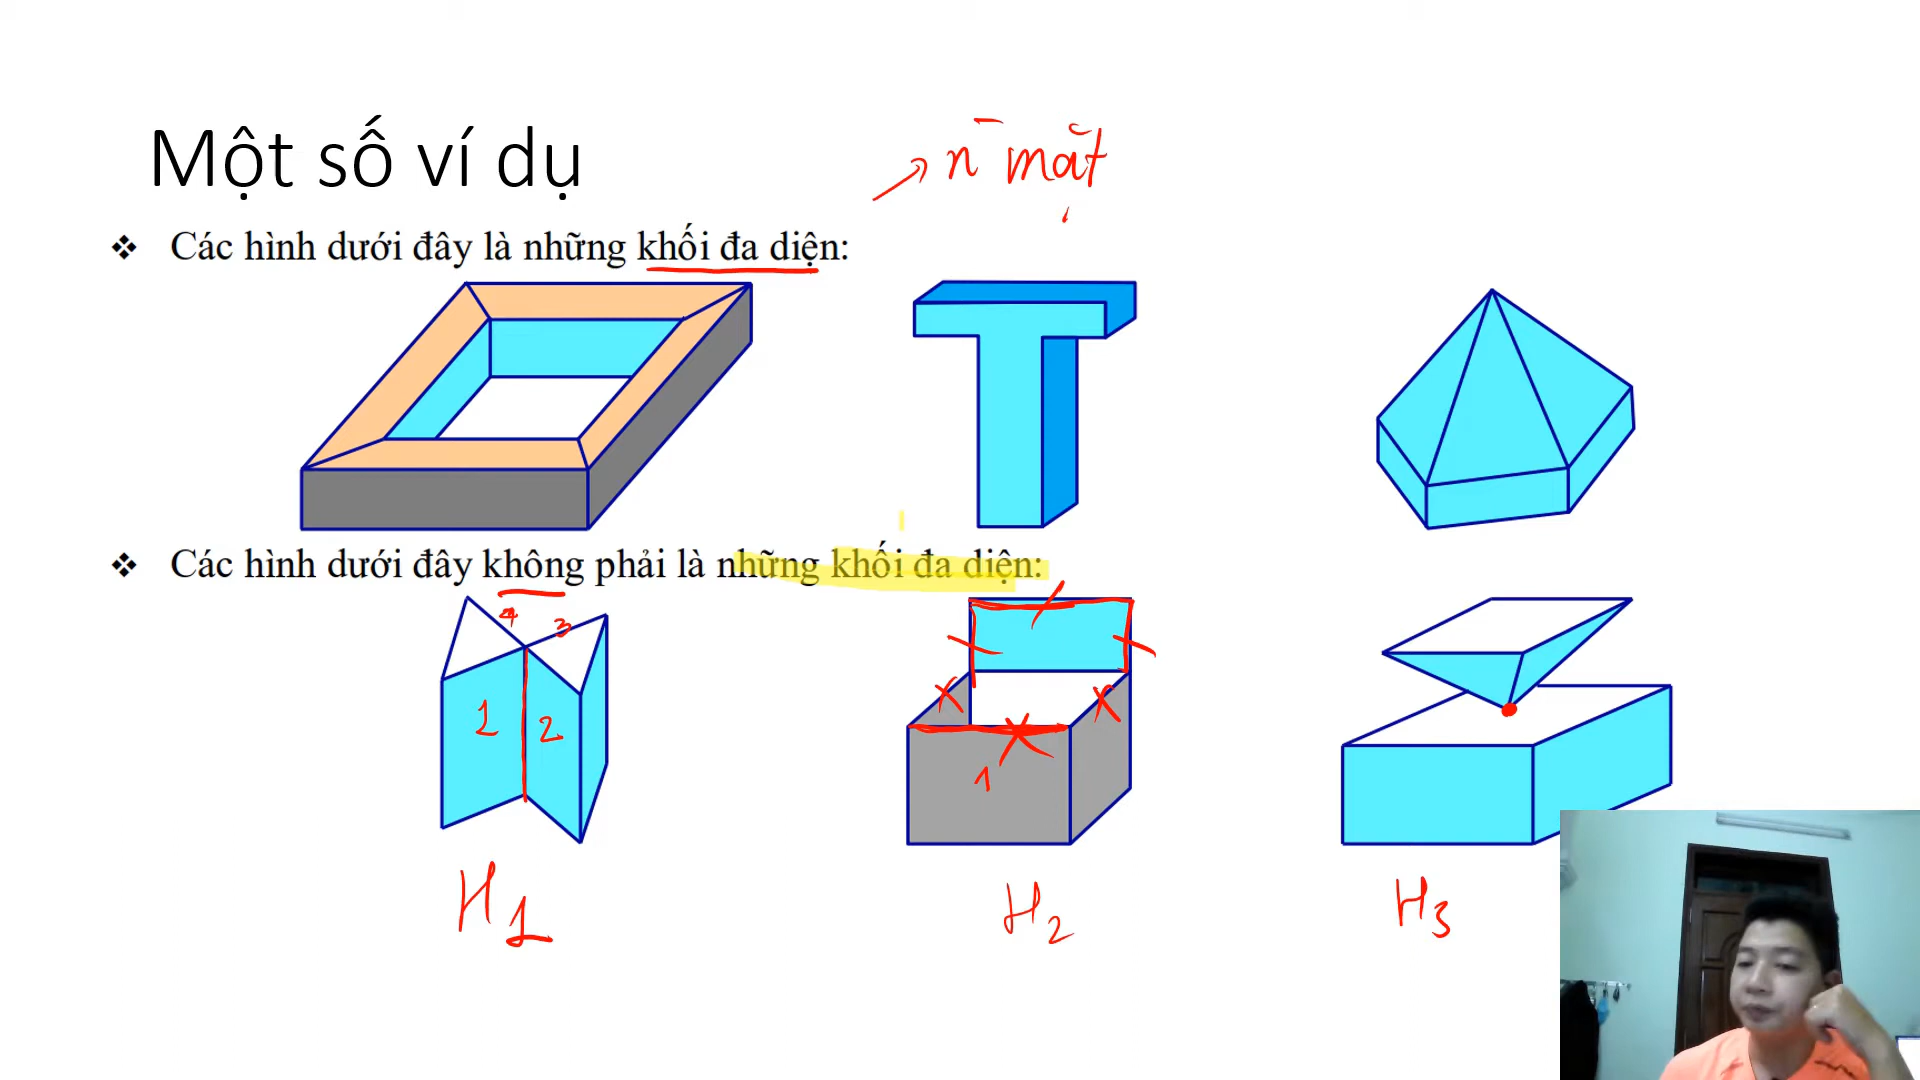 Một số ví dụ
n mặt
Các hình dưới đây là những khối đa diện:
Các hình dưới đây không phải là những khối đa diện:
4
3
1
2
1
H1
H2
H3